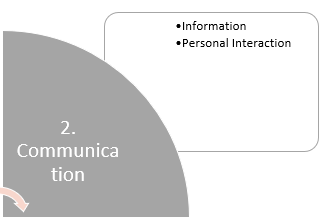 •Information
•Personal Interaction
2.
Communica
tion